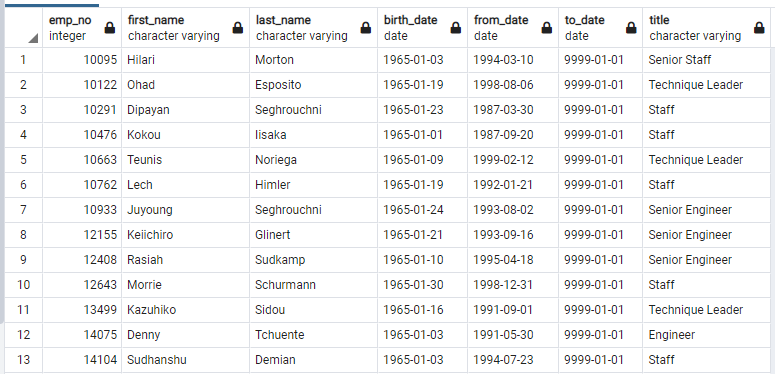 emp_no first_name last_name birth_date from_date to_date title
integer character varying character varying date date date character varying
1 10095 Hilari Morton 1965-01-03 1994-03-10 9999-01-01 Senior Staff
2 10122 Ohad Esposito 1965-01-19 1998-08-06 9999-01-01 Technique Leader
3 10291 Dipayan Seghrouchni 1965-01-23 1987-03-30 9999-01-01 Staff
4 10476 Kokou Iisaka 1965-01-01 1987-09-20 9999-01-01 Staff
5 10663 Teunis Noriega 1965-01-09 1999-02-12 9999-01-01 Technique Leader
6 10762 Lech Himler 1965-01-19 1992-01-21 9999-01-01 Staff
7 10933 Juyoung Seghrouchni 1965-01-24 1993-08-02 9999-01-01 Senior Engineer
8 12155 Keiichiro Glinert 1965-01-21 1993-09-16 9999-01-01 Senior Engineer
9 12408 Rasiah Sudkamp 1965-01-10 1995-04-18 9999-01-01 Senior Engineer
10 12643 Morrie Schurmann 1965-01-30 1998-12-31 9999-01-01 Staff
11 13499 Kazuhiko Sidou 1965-01-16 1991-09-01 9999-01-01 Technique Leader
12 14075 Denny Tchuente 1965-01-03 1991-05-30 9999-01-01 Engineer
13 14104 Sudhanshu Demian 1965-01-03 1994-07-23 9999-01-01 Staff